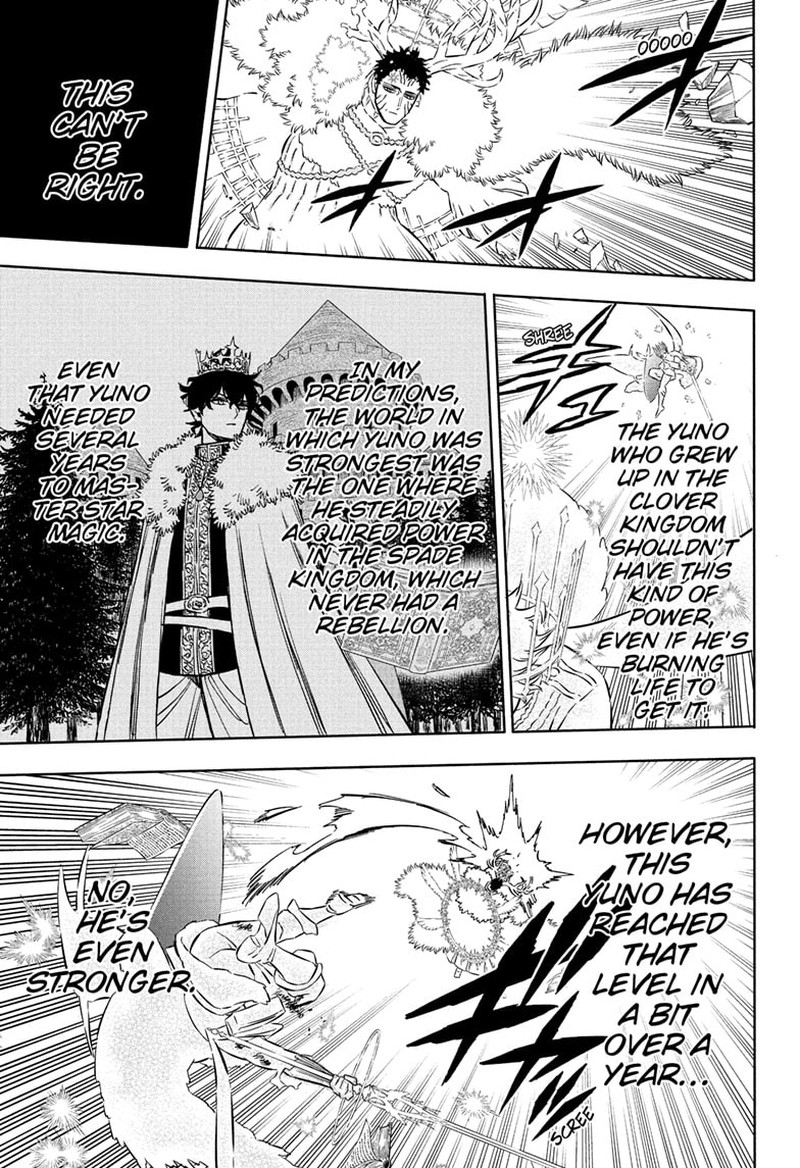 OOOOO
THIS
CAN'T
BE
RIGHT.
SHREE
THE YUNO
WHO GREW
UP IN THE
CLOVER
KINGDOM
SHOULDN'T
HAVE THIS
KIND OF
POWER,
EVEN IF HE'S
BURNING
LIFE TO
GET IT.
IN MY
PREDICTIONS,
THE WORLD IN
WHICH YUNO WAS
STRONGEST WAS
THE ONE WHERE
HE STEADILY
ACQUIRED POWER
IN THE SPADE
KINGDOM, WHICH
NEVER HAD A
REBELLION.
EVEN
THAT YUNO
NEEDED
SEVERAL
YEARS
TO MAS-
TER STAR
MAGIC.
HOWEVER,
THIS
YUNO HAS
REACHED
THAT
LEVEL IN
A BIT
OVER A
YEAR...
NO,
HE'S
EVEN
STRONGER.
SCREE